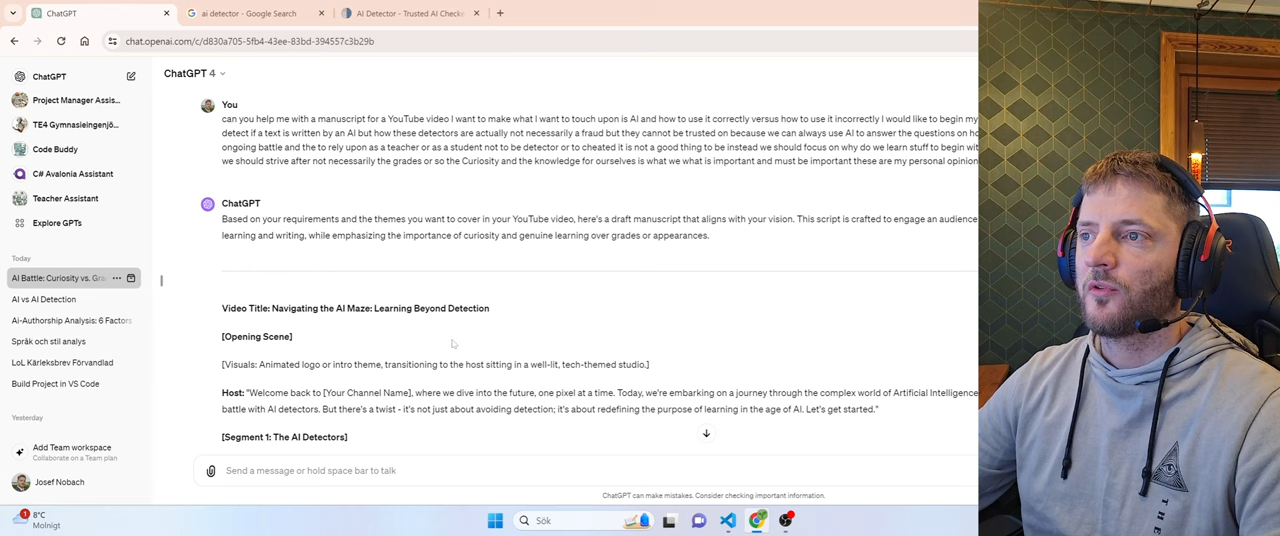 ChatGPT
ai detector - Google Search
AI Detector - Trusted AI Checke
chat.openai.com/c/d830a705-5fb4-43ee-83bd-394557c3b29b
ChatGPT
Project Manager Assis...
TE4 Gymnasieingenjö...
Code Buddy
C# Avalonia Assistant
Teacher Assistant
Explore GPTs
Today
AI Battle: Curiosity vs. Gra
AI vs AI Detection
Ai-Authorship Analysis: 6 Factors
Språk och stil analys
LoL Kärleksbrev Förvandlad
Build Project in VS Code
Yesterday
Add Team workspace
Collaborate on a Team plan
Josef Nobach
ChatGPT 4
You
can you help me with a manuscript for a YouTube video I want to make what I want to touch upon is AI and how to use it correctly versus how to use it incorrectly I would like to begin my
detect if a text is written by an AI but how these detectors are actually not necessarily a fraud but they cannot be trusted on because we can always use AI to answer the questions on ho
ongoing battle and the to rely upon as a teacher or as a student not to be detector or to cheated it is not a good thing to be instead we should focus on why do we learn stuff to begin wit
we should strive after not necessarily the grades or so the Curiosity and the knowledge for ourselves is what we what is important and must be important these are my personal opinion
ChatGPT
Based on your requirements and the themes you want to cover in your YouTube video, here's a draft manuscript that aligns with your vision. This script is crafted to engage an audience
learning and writing, while emphasizing the importance of curiosity and genuine learning over grades or appearances.
Video Title: Navigating the AI Maze: Learning Beyond Detection
[Opening Scene]
[Visuals: Animated logo or intro theme, transitioning to the host sitting in a well-lit, tech-themed studio.]
Host: "Welcome back to [Your Channel Name], where we dive into the future, one pixel at a time. Today, we're embarking on a journey through the complex world of Artificial Intelligence
battle with AI detectors. But there's a twist - it's not just about avoiding detection; it's about redefining the purpose of learning in the age of AI. Let's get started."
[Segment 1: The AI Detectors]
Send a message or hold space bar to talk
ChatGPT can make mistakes. Consider checking important information.
1
8°C
Molnigt
Sök
THE